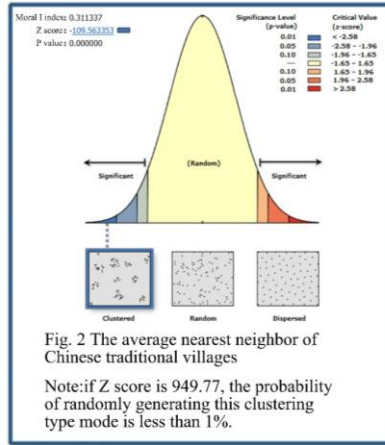 Moral I index: 0.311337
Z score: -109.563353
P value: 0.000000
Significance Level
(p-value)
Critical Value
(z-score)
0.01 < -2.58
0.05 -2.58 - -1.96
0.10 -1.96 - -1.65
— -1.65 - 1.65
0.10 1.65 - 1.96
0.05 1.96 - 2.58
0.01 > 2.58
(Random)
Significant
Significant
Clustered
Random
Dispersed
Fig. 2 The average nearest neighbor of
Chinese traditional villages
Note:if Z score is 949.77, the probability
of randomly generating this clustering
type mode is less than 1%.